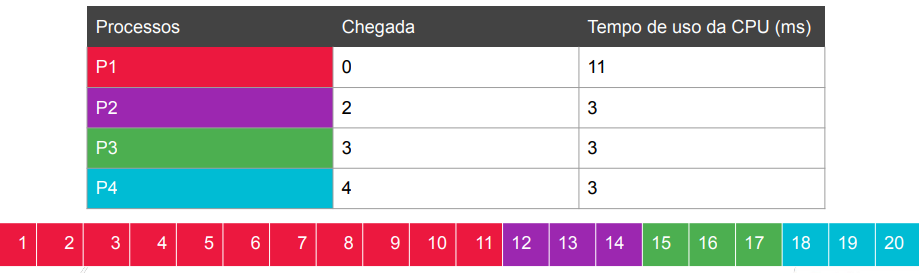 Processos Chegada Tempo de uso da CPU (ms)
P1 0 11
P2 2 3
P3 3 3
P4 4 3
1 2 3 4 5 6 7 8 9 10 11 12 13 14 15 16 17 18 19 20